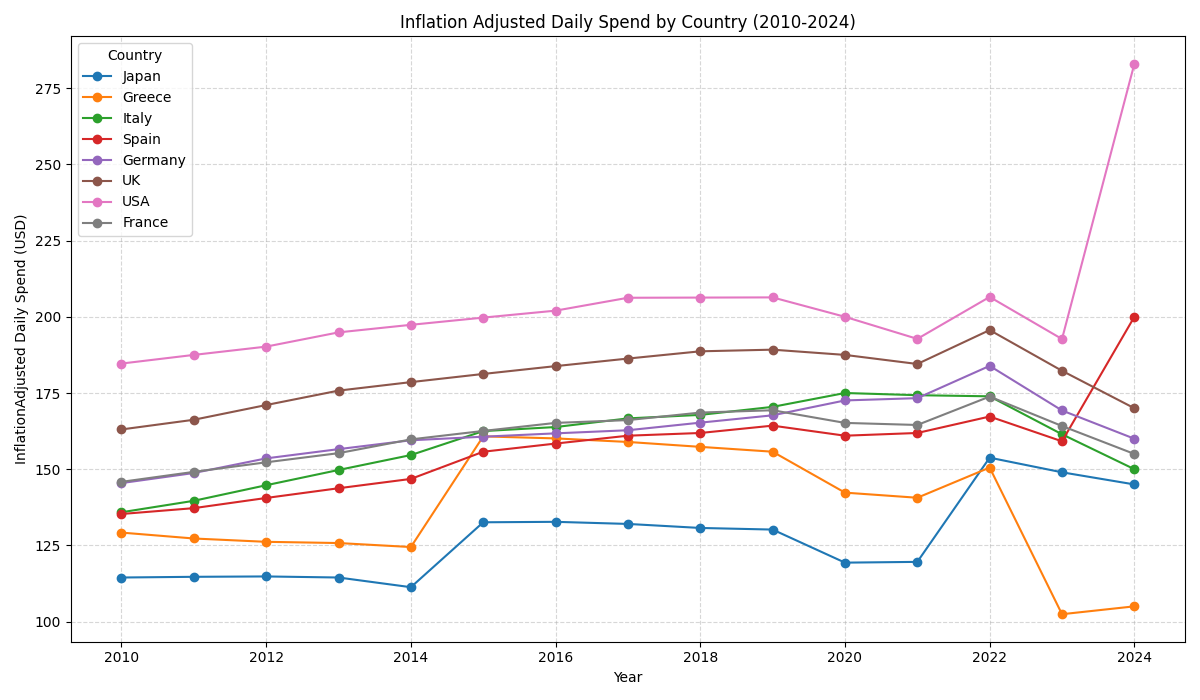 Inflation Adjusted Daily Spend by Country (2010-2024)
InflationAdjusted Daily Spend (USD)
275
250
225
200
175
150
125
100
Country
Japan
Greece
Italy
Spain
Germany
UK
USA
France
2010 2012 2014 2016 2018 2020 2022 2024
Year